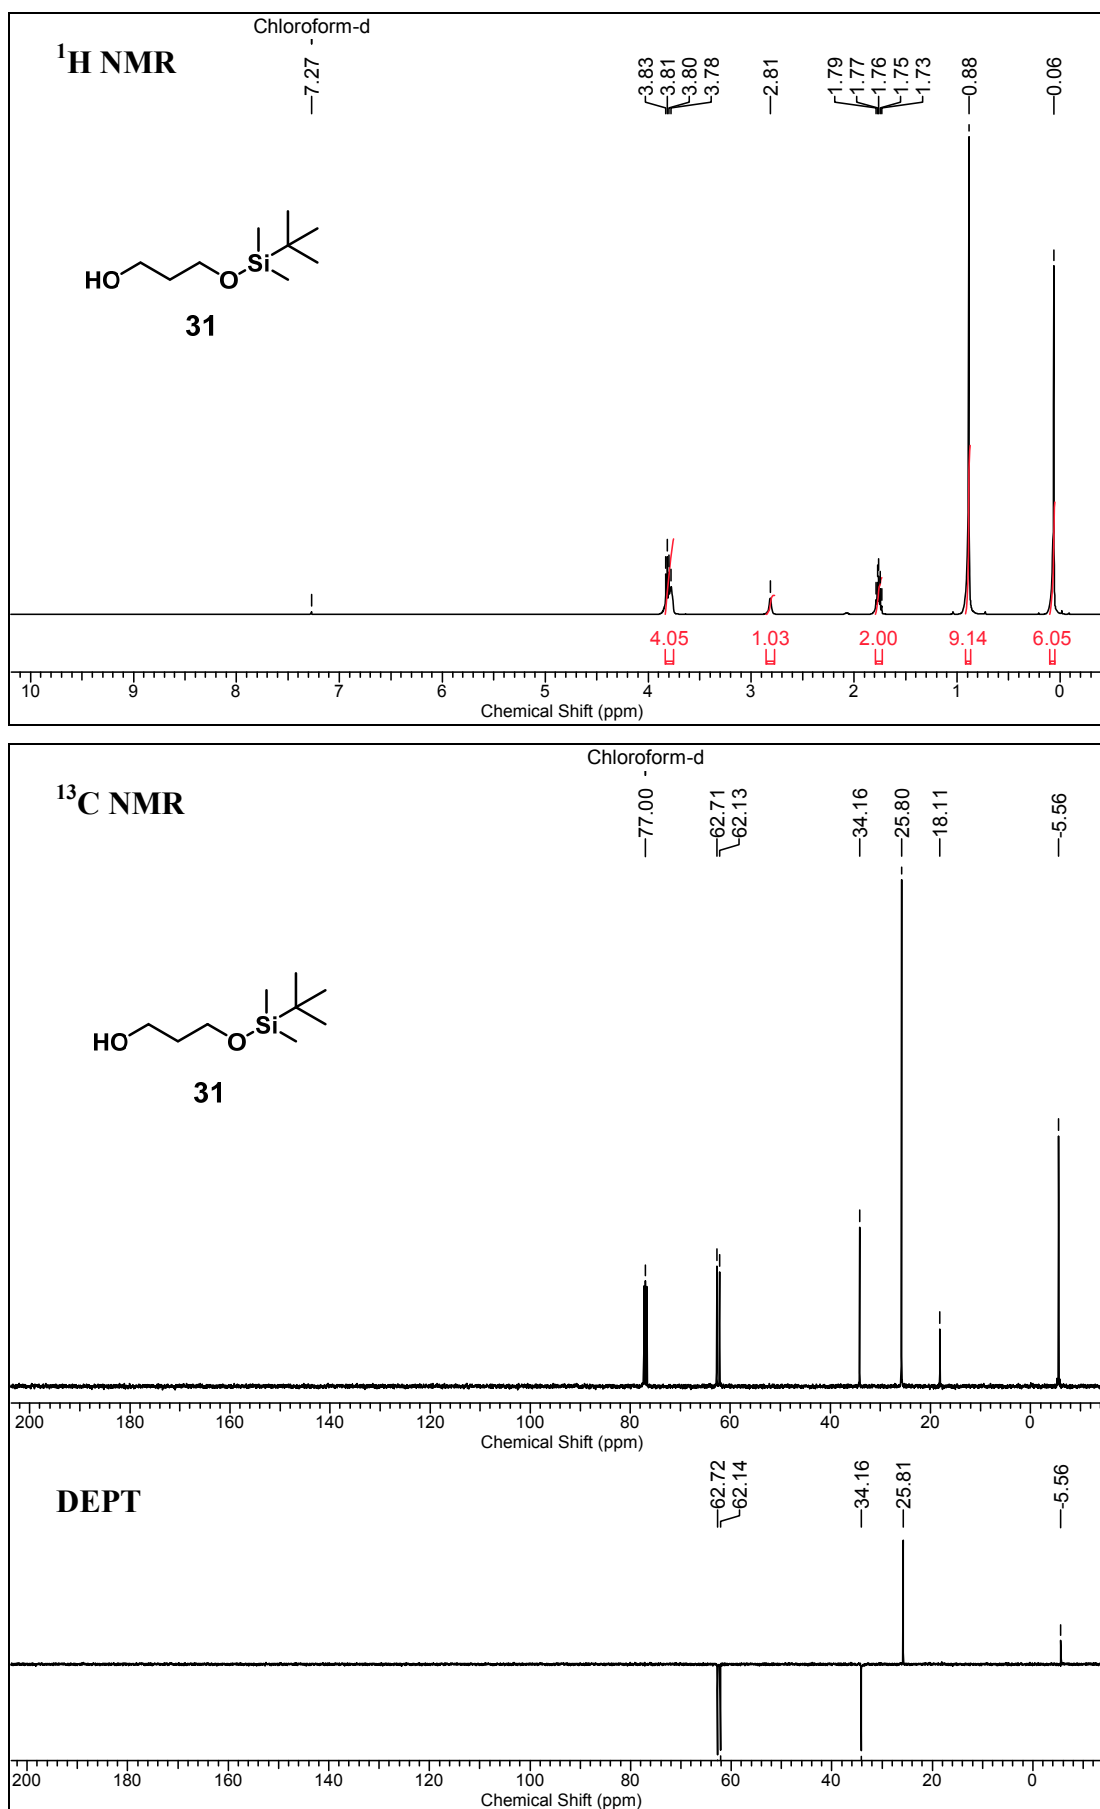 Chloroform-d
¹H NMR
7.27
3.83
3.81
3.80
3.78
2.81
1.79
1.77
1.76
1.75
1.73
0.88
0.06
HO
O
Si
31
4.05 1.03 2.00 9.14 6.05
10 9 8 7 6 5 4 3 2 1 0
Chemical Shift (ppm)
Chloroform-d
¹³C NMR
77.00
62.71
62.13
34.16
25.80
18.11
-5.56
HO
O
Si
31
200 180 160 140 120 100 80 60 40 20 0
Chemical Shift (ppm)
DEPT
62.72
62.14
34.16
25.81
-5.56
200 180 160 140 120 100 80 60 40 20 0
Chemical Shift (ppm)